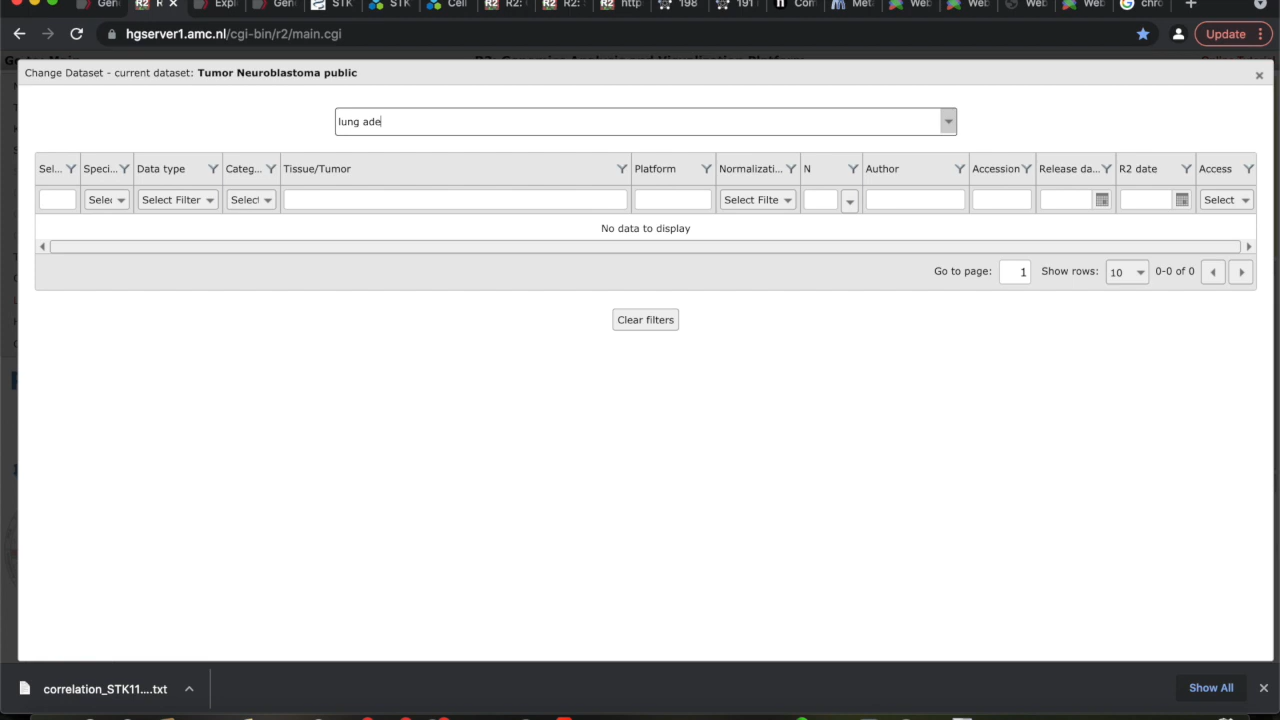 Gen R2 R Expl Gen STK STK Cell R2: R2: http 198 191 Com Met Web Web Web Web chro
hgserver1.amc.nl/cgi-bin/r2/main.cgi Update
Change Dataset - current dataset: Tumor Neuroblastoma public
lung ade
Sel... Speci... Data type Categ... Tissue/Tumor Platform Normalizati... N Author Accession Release da... R2 date Access
Selec Select Filter Select Select Filte Select
No data to display
Go to page: 1 Show rows: 10 0-0 of 0
Clear filters
correlation_STK11....txt Show All